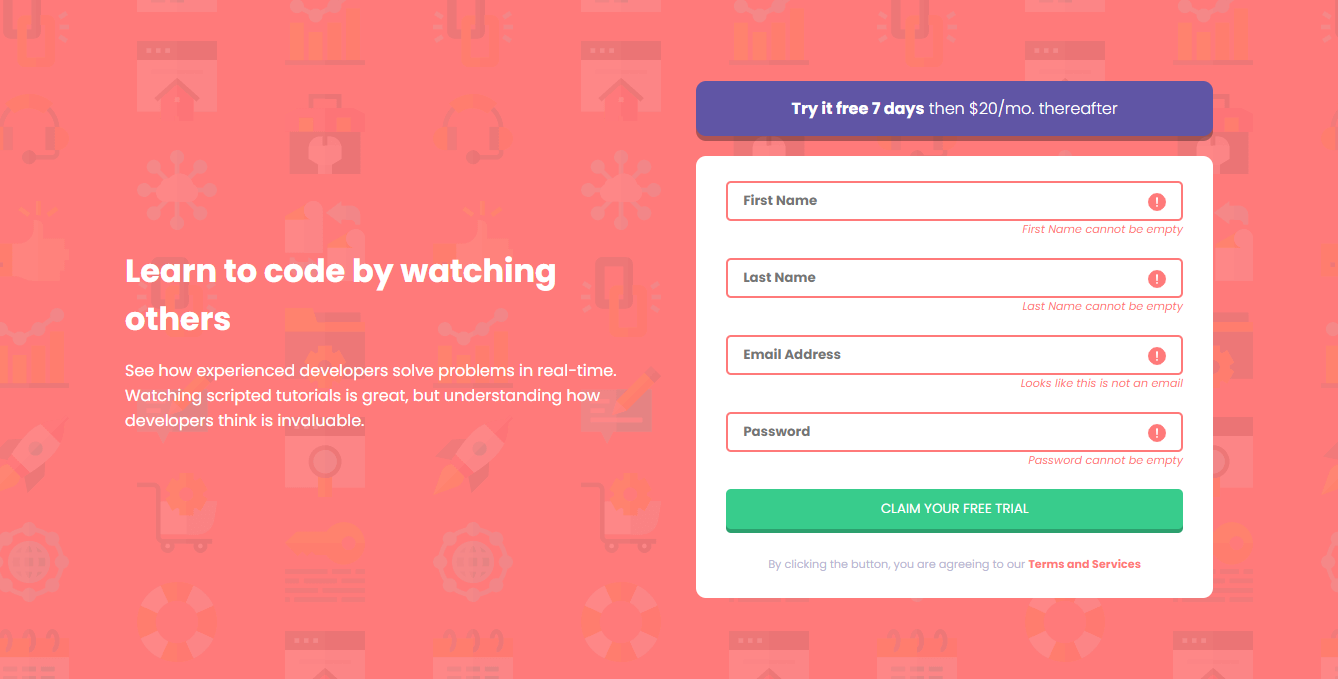 Learn to code by watching
others
See how experienced developers solve problems in real-time.
Watching scripted tutorials is great, but understanding how
developers think is invaluable.
Try it free 7 days then $20/mo. thereafter
First Name
First Name cannot be empty
Last Name
Last Name cannot be empty
Email Address
Looks like this is not an email
Password
Password cannot be empty
CLAIM YOUR FREE TRIAL
By clicking the button, you are agreeing to our Terms and Services